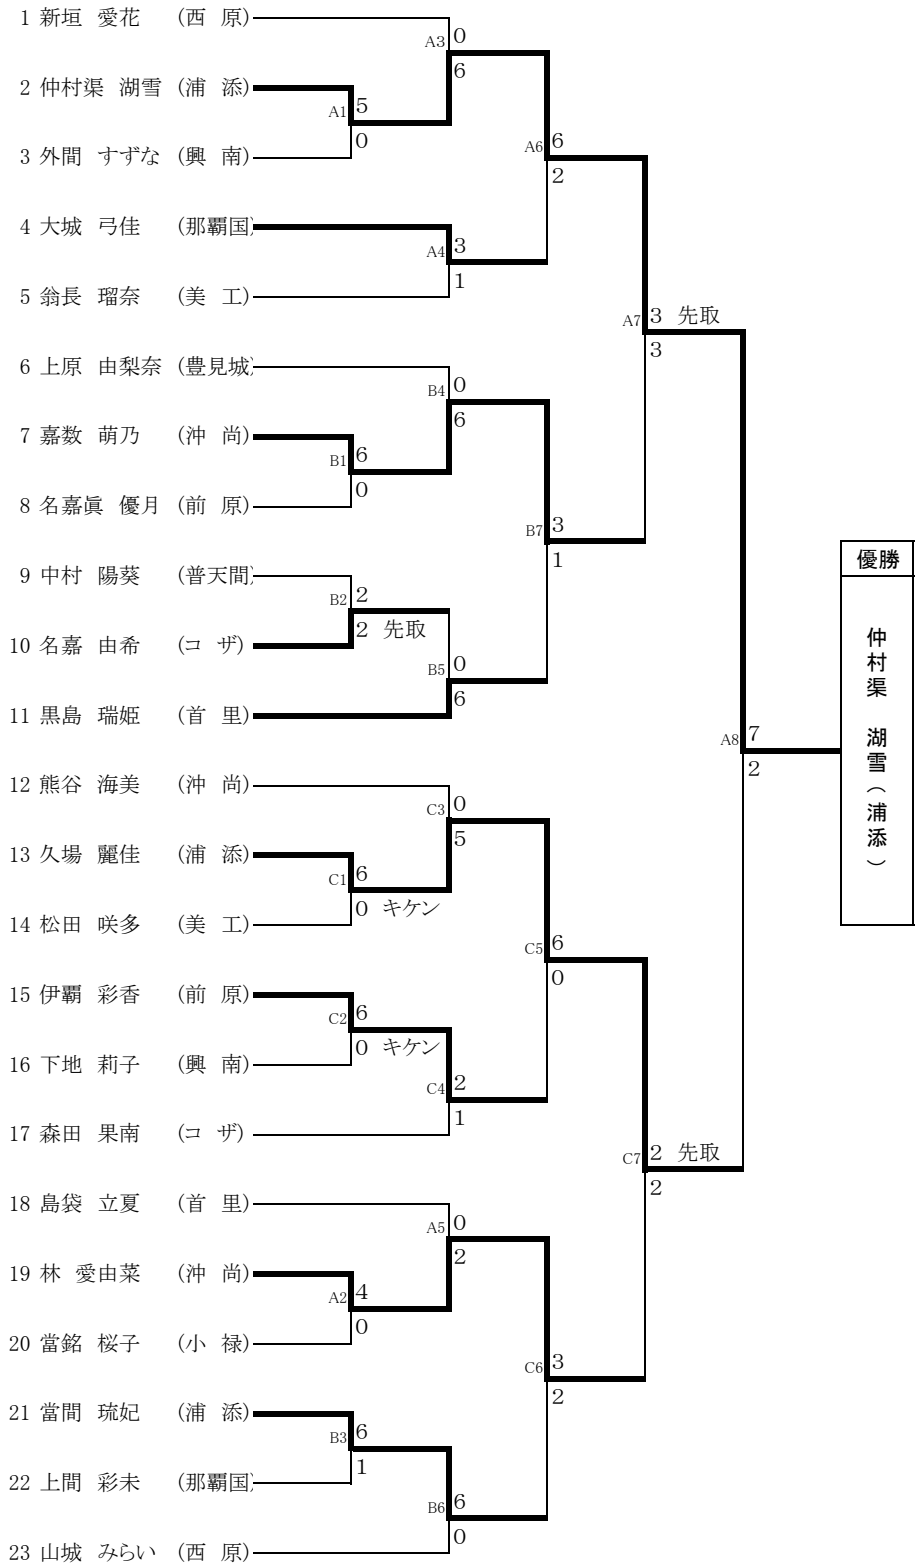 1 新垣 愛花 (西 原)
A3 0
6
2 仲村渠 湖雪 (浦 添)
A1 5
0
3 外間 すずな (興 南)
A6 6
2
4 大城 弓佳 (那覇国)
A4 3
1
5 翁長 瑠奈 (美 工)
A7 3 先取
3
6 上原 由梨奈 (豊見城)
B4 0
6
7 嘉数 萌乃 (沖 尚)
B1 6
0
8 名嘉眞 優月 (前 原)
B7 3
1
9 中村 陽葵 (普天間)
B2 2
2 先取
10 名嘉 由希 (コ ザ)
B5 0
6
11 黒島 瑞姫 (首 里)
A8 7
2
12 熊谷 海美 (沖 尚)
C3 0
5
13 久場 麗佳 (浦 添)
C1 6
0 キケン
14 松田 咲多 (美 工)
C5 6
0
15 伊覇 彩香 (前 原)
C2 6
0 キケン
16 下地 莉子 (興 南)
C4 2
1
17 森田 果南 (コ ザ)
C7 2 先取
2
18 島袋 立夏 (首 里)
A5 0
2
19 林 愛由菜 (沖 尚)
A2 4
0
20 當銘 桜子 (小 禄)
C6 3
2
21 當間 琉妃 (浦 添)
B3 6
1
22 上間 彩未 (那覇国)
B6 6
0
23 山城 みらい (西 原)
優勝
仲村渠 湖雪(浦添)